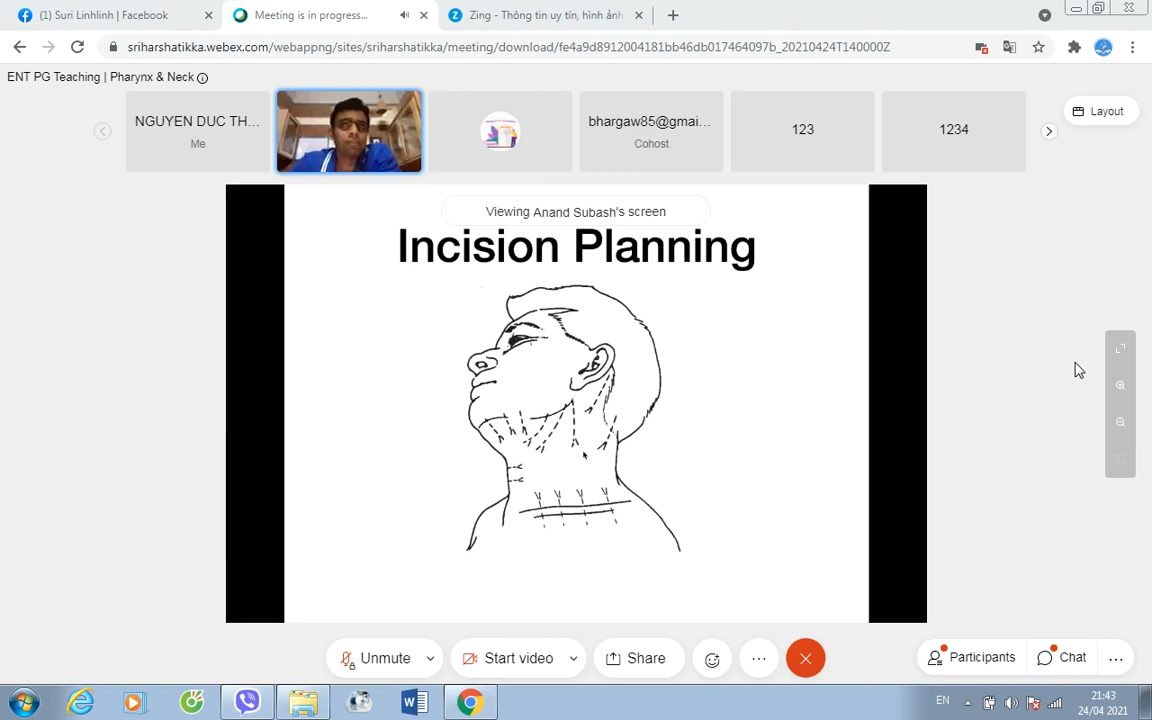 (1) Suri Linhlinh | Facebook
Meeting is in progress...
Zing - Thông tin uy tín, hình ảnh
sriharshatikka.webex.com/webappng/sites/sriharshatikka/meeting/download/fe4a9d8912004181bb46db017464097b_20210424T140000Z
ENT PG Teaching | Pharynx & Neck
Layout
NGUYEN DUC TH...
Me
bhargaw85@gmai...
Cohost
123
1234
Viewing Anand Subash's screen
Incision Planning
Unmute
Start video
Share
Participants
Chat
EN
21:43
24/04 2021